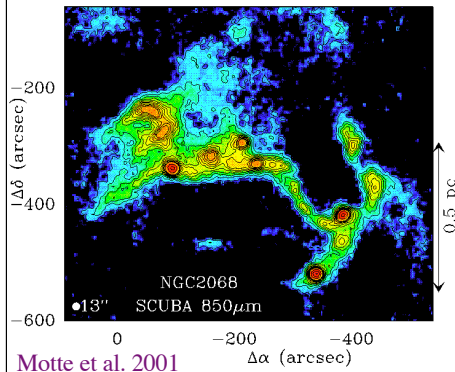 −200
−400
−600
Δδ (arcsec)
0.5 pc
NGC2068
13″ SCUBA 850μm
0 −200 −400
Δα (arcsec)
Motte et al. 2001